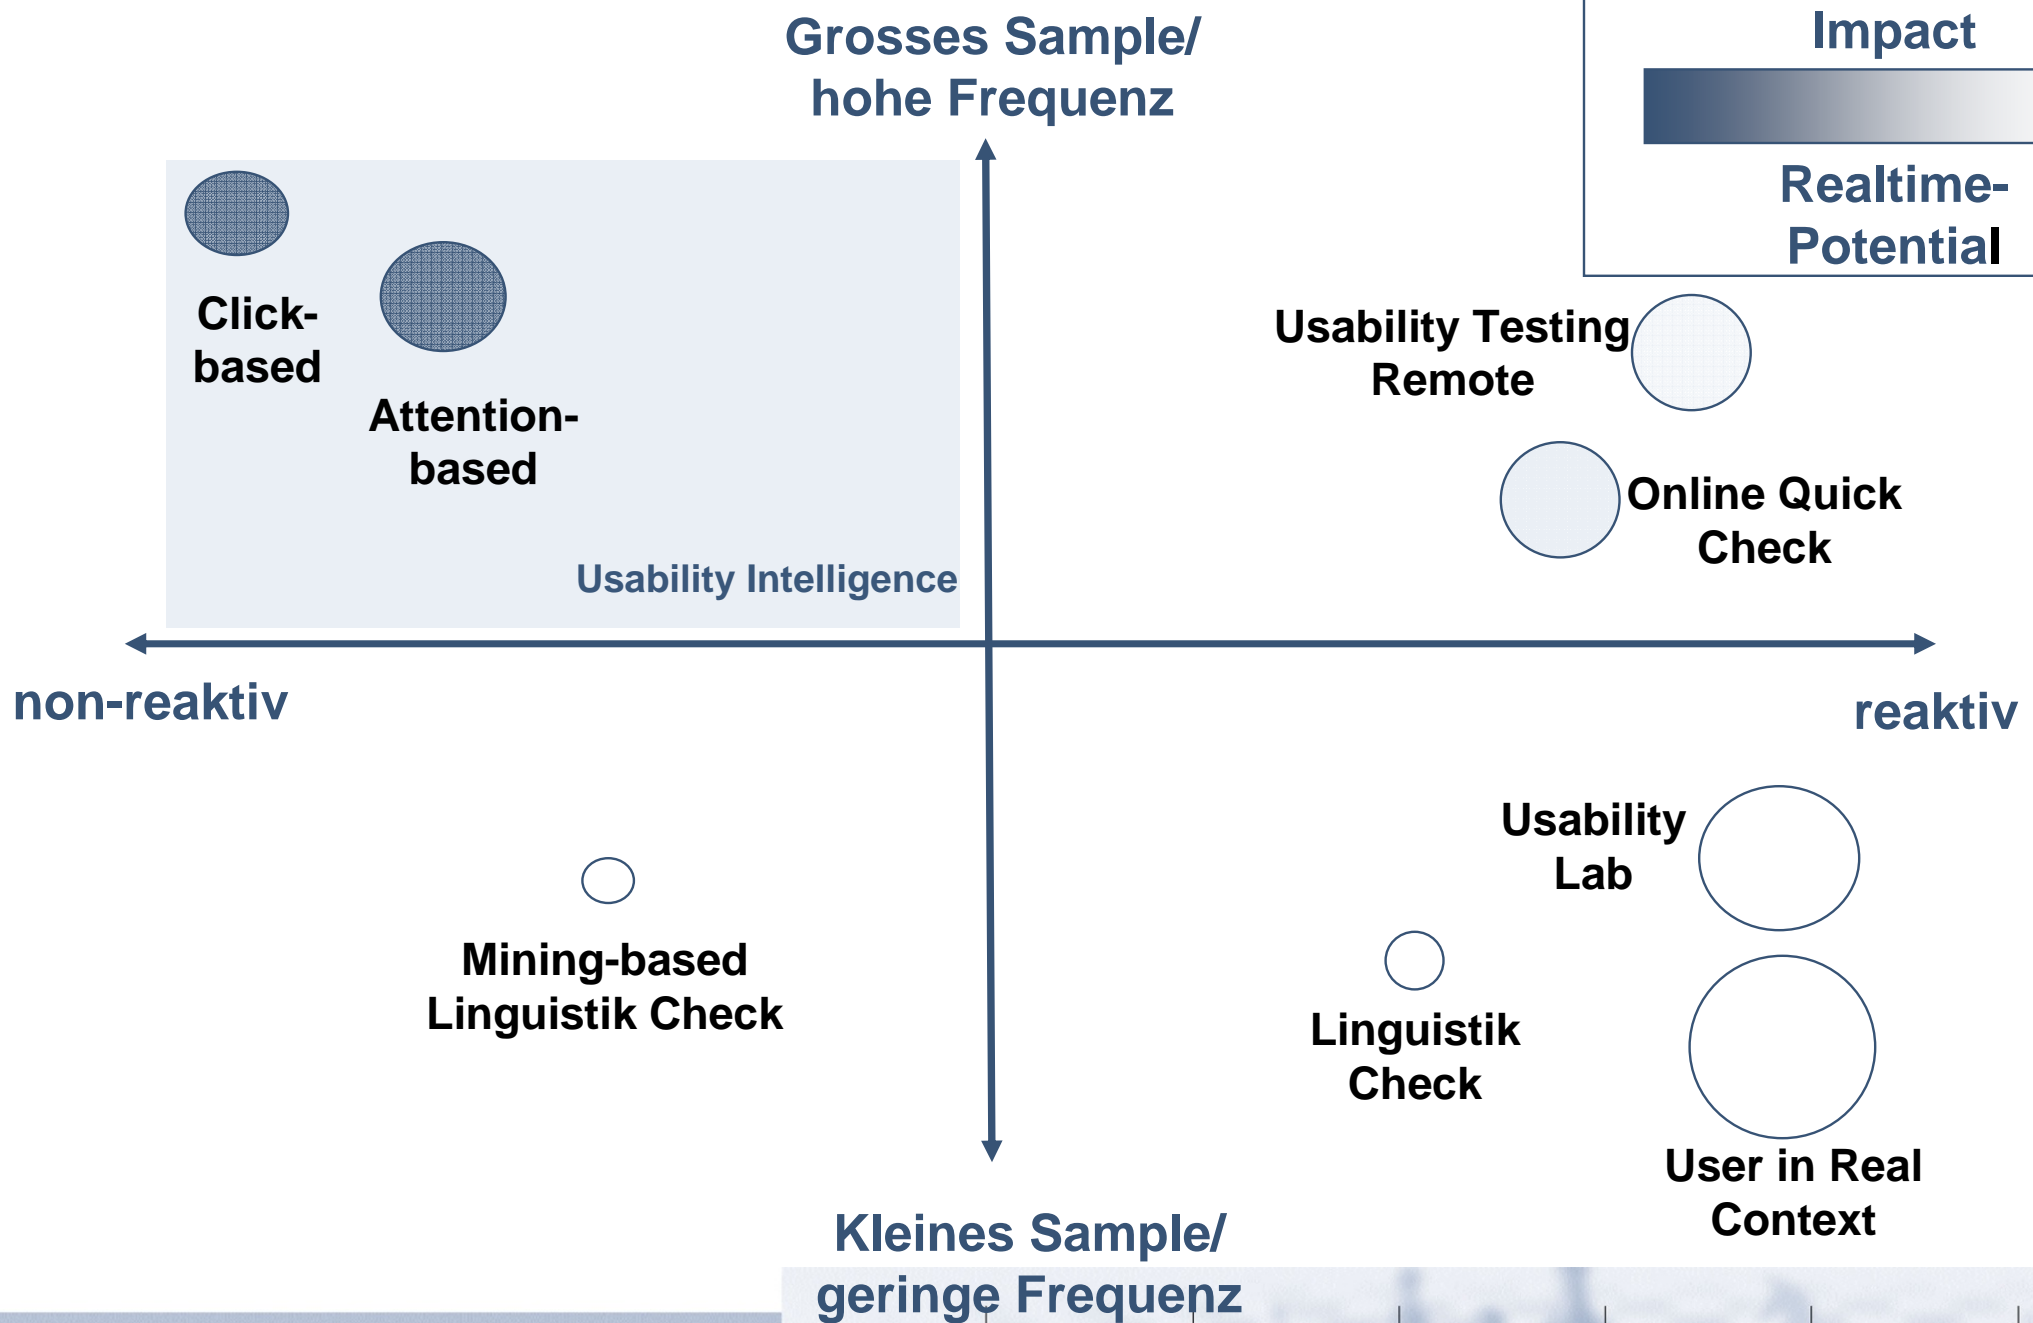 Grosses Sample/
hohe Frequenz
Impact
Realtime-
Potential
Click-
based
Attention-
based
Usability Intelligence
Usability Testing
Remote
Online Quick
Check
non-reaktiv
reaktiv
Usability
Lab
Mining-based
Linguistik Check
Linguistik
Check
User in Real
Context
Kleines Sample/
geringe Frequenz